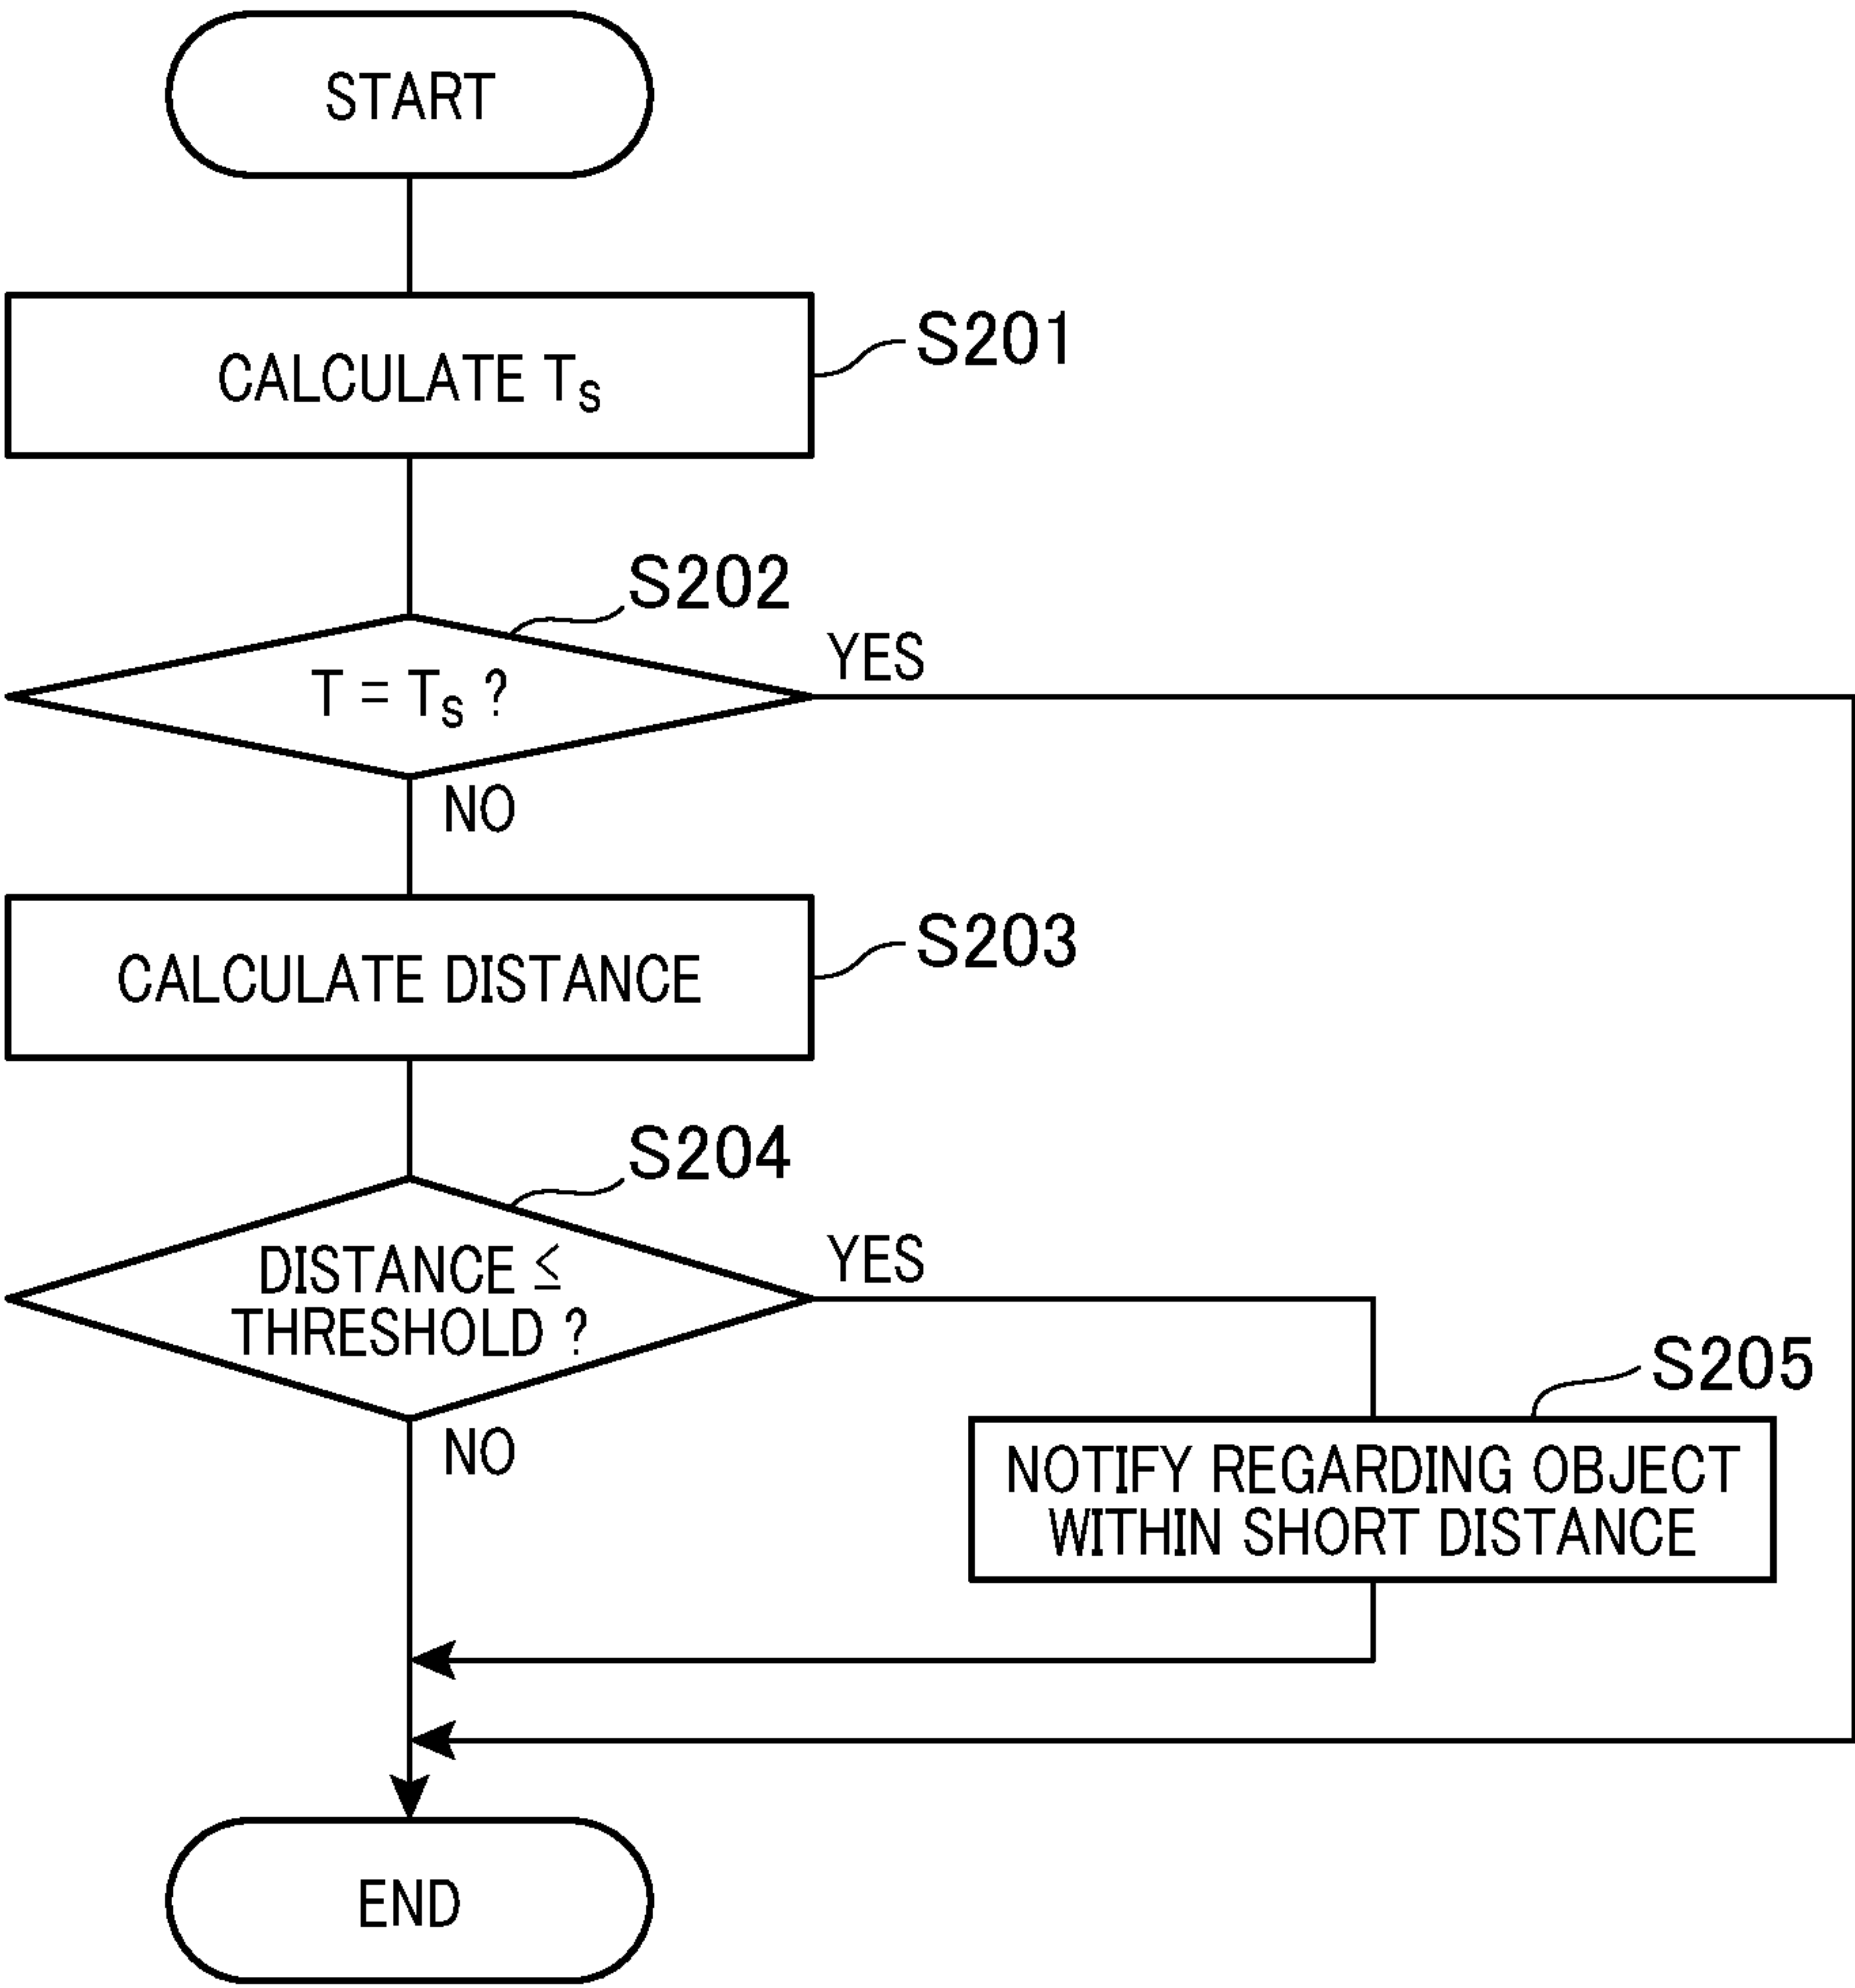 START
CALCULATE Ts
S201
S202
T = Ts ?
YES
NO
CALCULATE DISTANCE
S203
S204
DISTANCE ≤
THRESHOLD ?
YES
NO
S205
NOTIFY REGARDING OBJECT
WITHIN SHORT DISTANCE
END